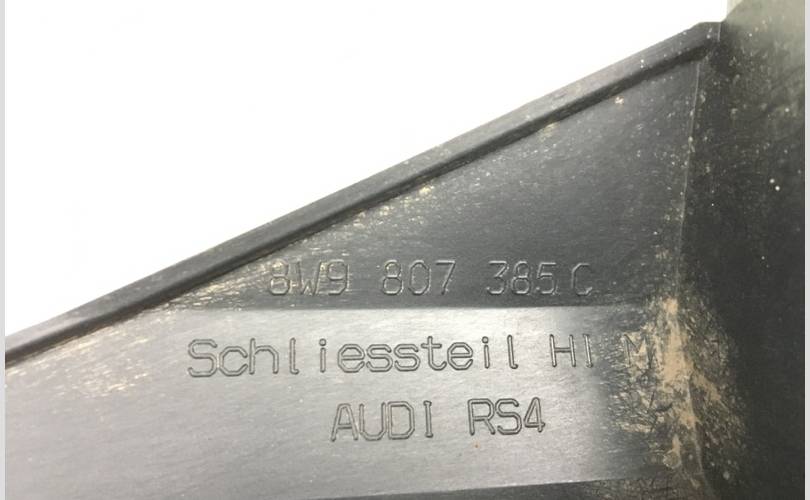 8W9 807 385 C
Schliessteil HI M
AUDI RS4